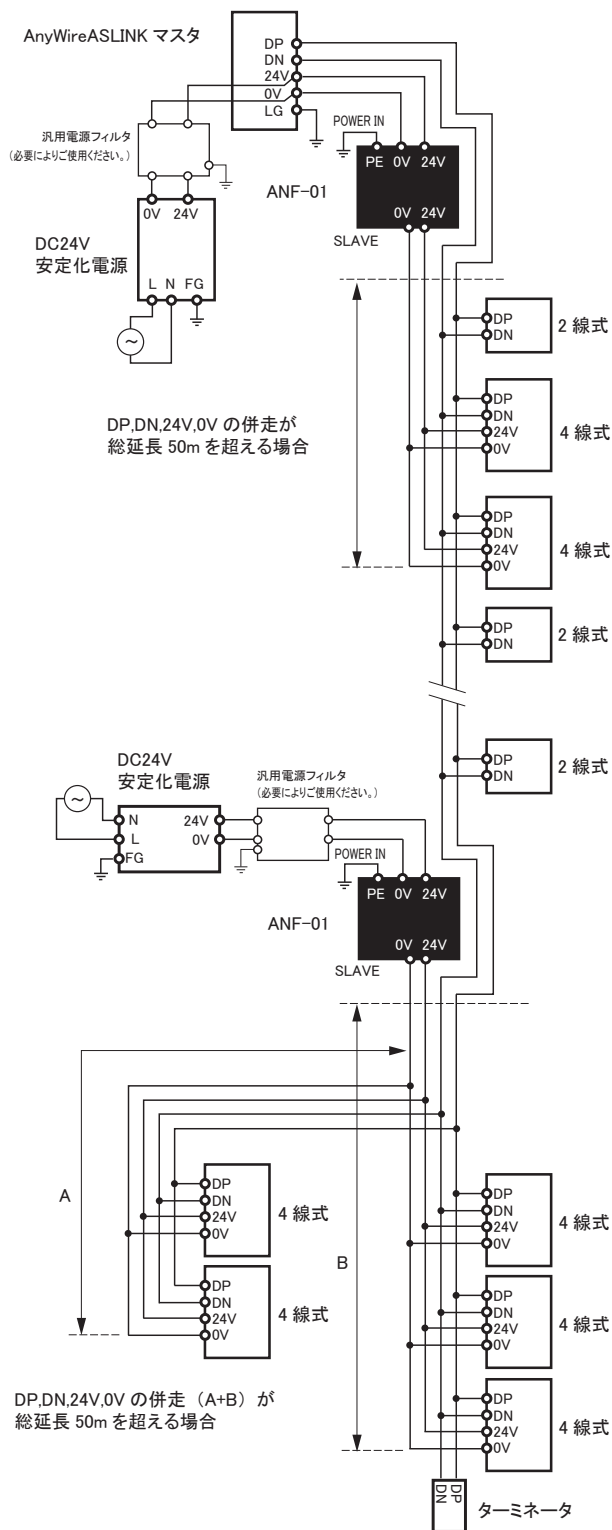 AnyWireASLINK マスタ
DP
DN
24V
0V
LG
汎用電源フィルタ
(必要によりご使用ください。)
POWER IN
PE 0V 24V
ANF-01
0V 24V
SLAVE
0V 24V
DC24V
安定化電源
L N FG
DP
DN
2 線式
DP,DN,24V,0V の併走が
総延長 50m を超える場合
DP
DN
24V
0V
4 線式
DP
DN
24V
0V
4 線式
DP
DN
2 線式
DP
DN
2 線式
DC24V
安定化電源
汎用電源フィルタ
(必要によりご使用ください。)
N
L
FG
24V
0V
POWER IN
PE 0V 24V
ANF-01
0V 24V
SLAVE
A
B
DP
DN
24V
0V
4 線式
DP
DN
24V
0V
4 線式
DP
DN
24V
0V
4 線式
DP
DN
24V
0V
4 線式
DP
DN
24V
0V
4 線式
DP,DN,24V,0V の併走（A+B）が
総延長 50m を超える場合
DP
DN
ターミネータ